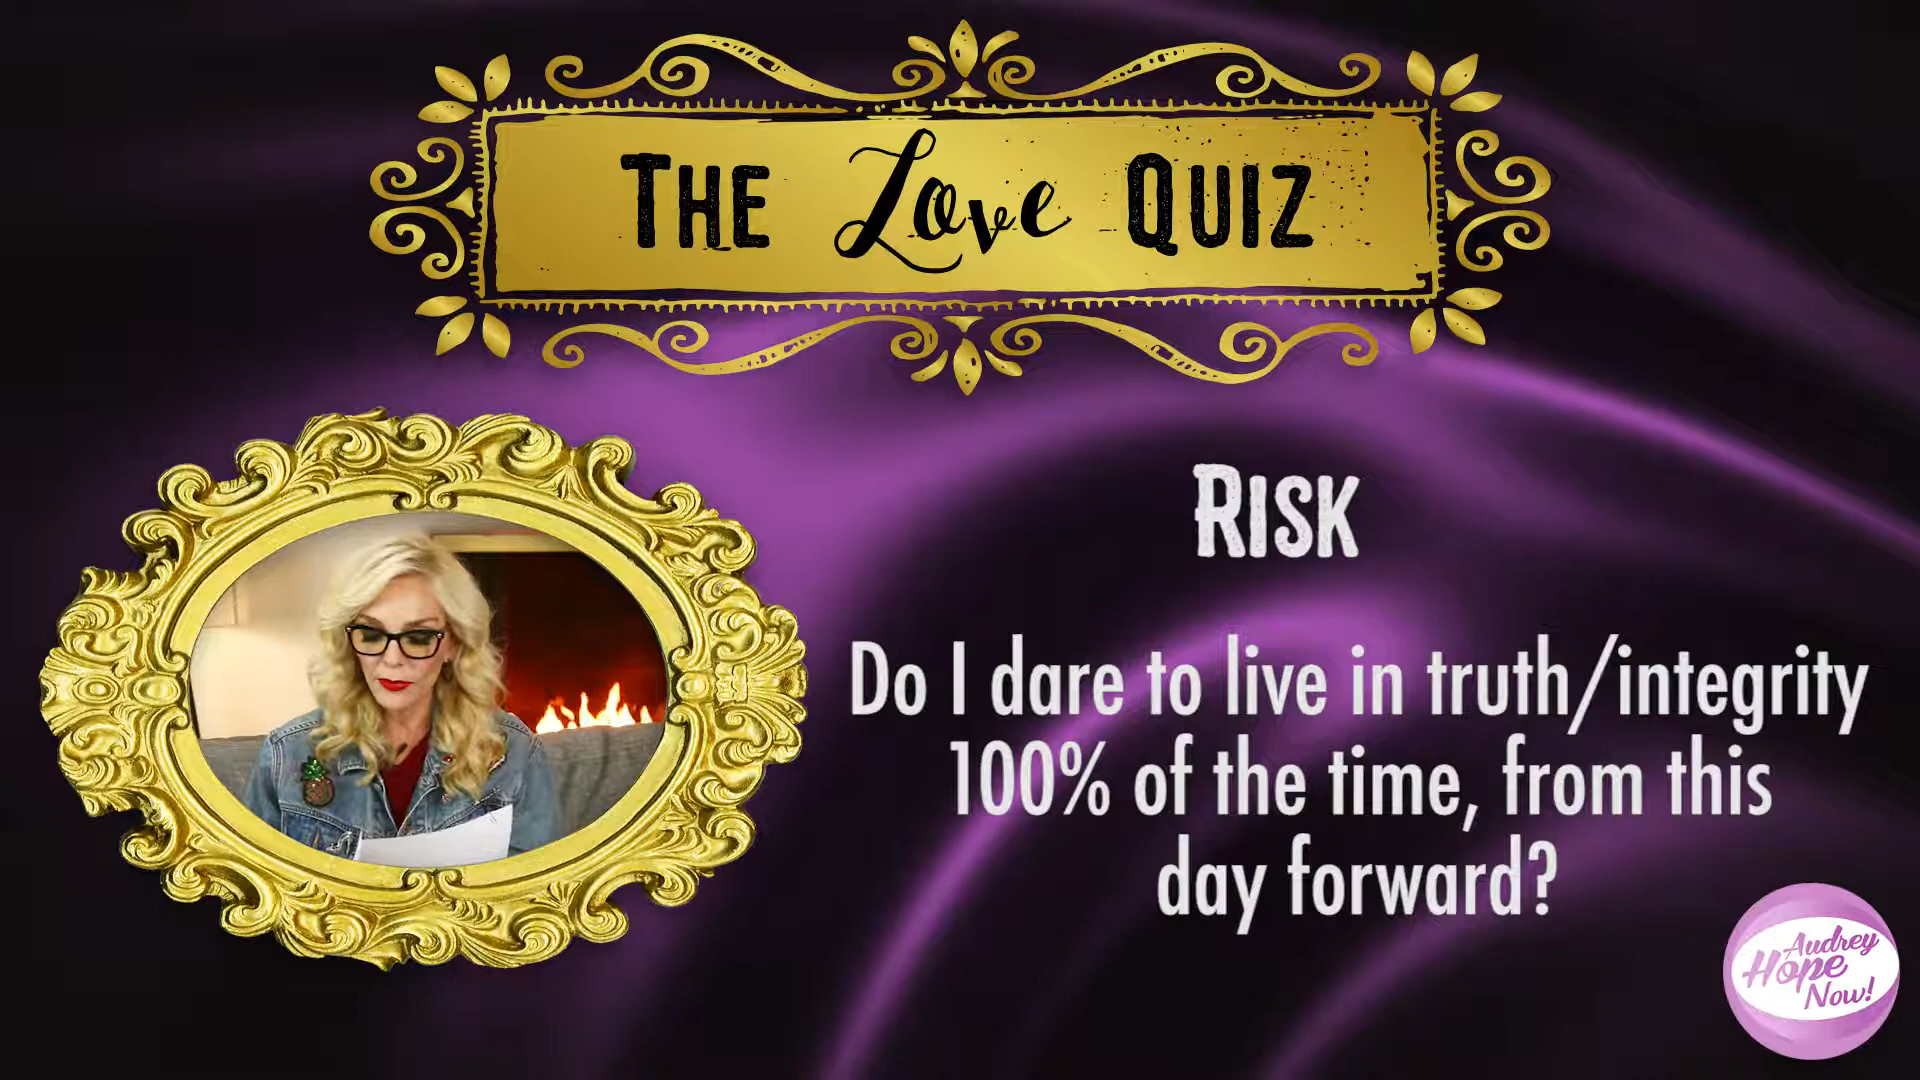 THE Love QUIZ
RISK
Do I dare to live in truth/integrity
100% of the time, from this
day forward?
Audrey
Hope
Now!